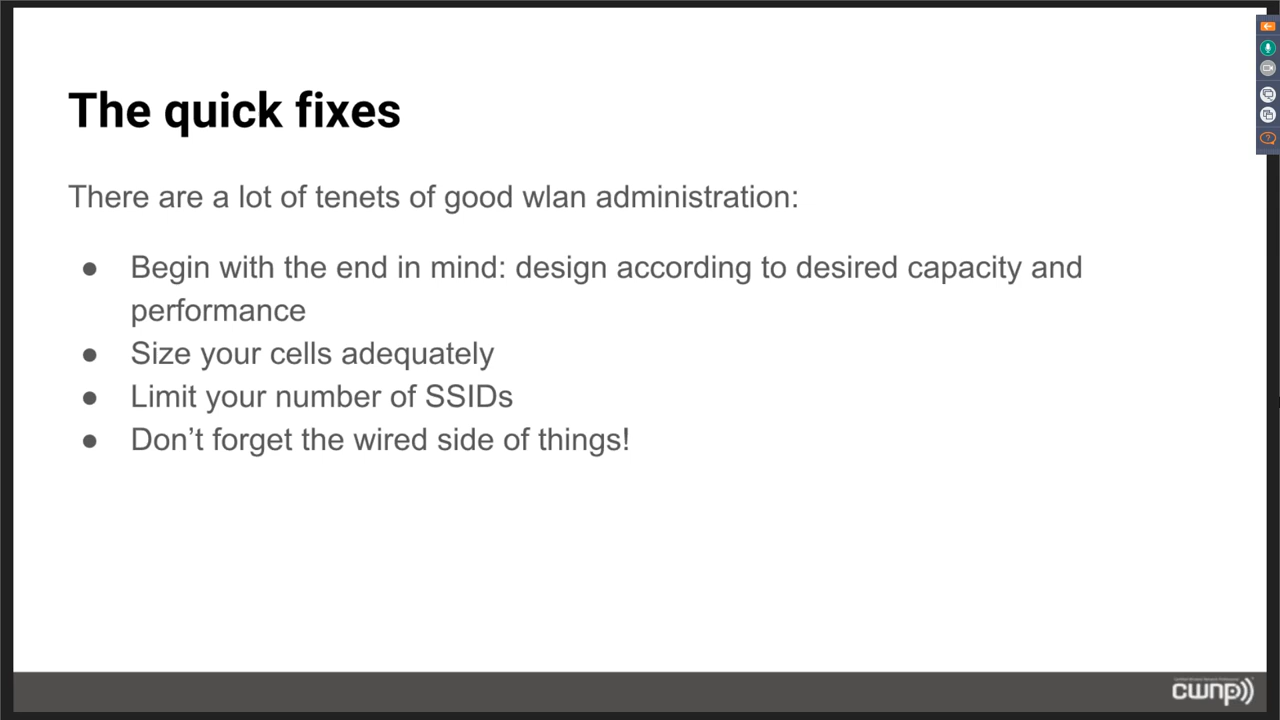 The quick fixes
There are a lot of tenets of good wlan administration:
● Begin with the end in mind: design according to desired capacity and
performance
● Size your cells adequately
● Limit your number of SSIDs
● Don’t forget the wired side of things!
cwnp